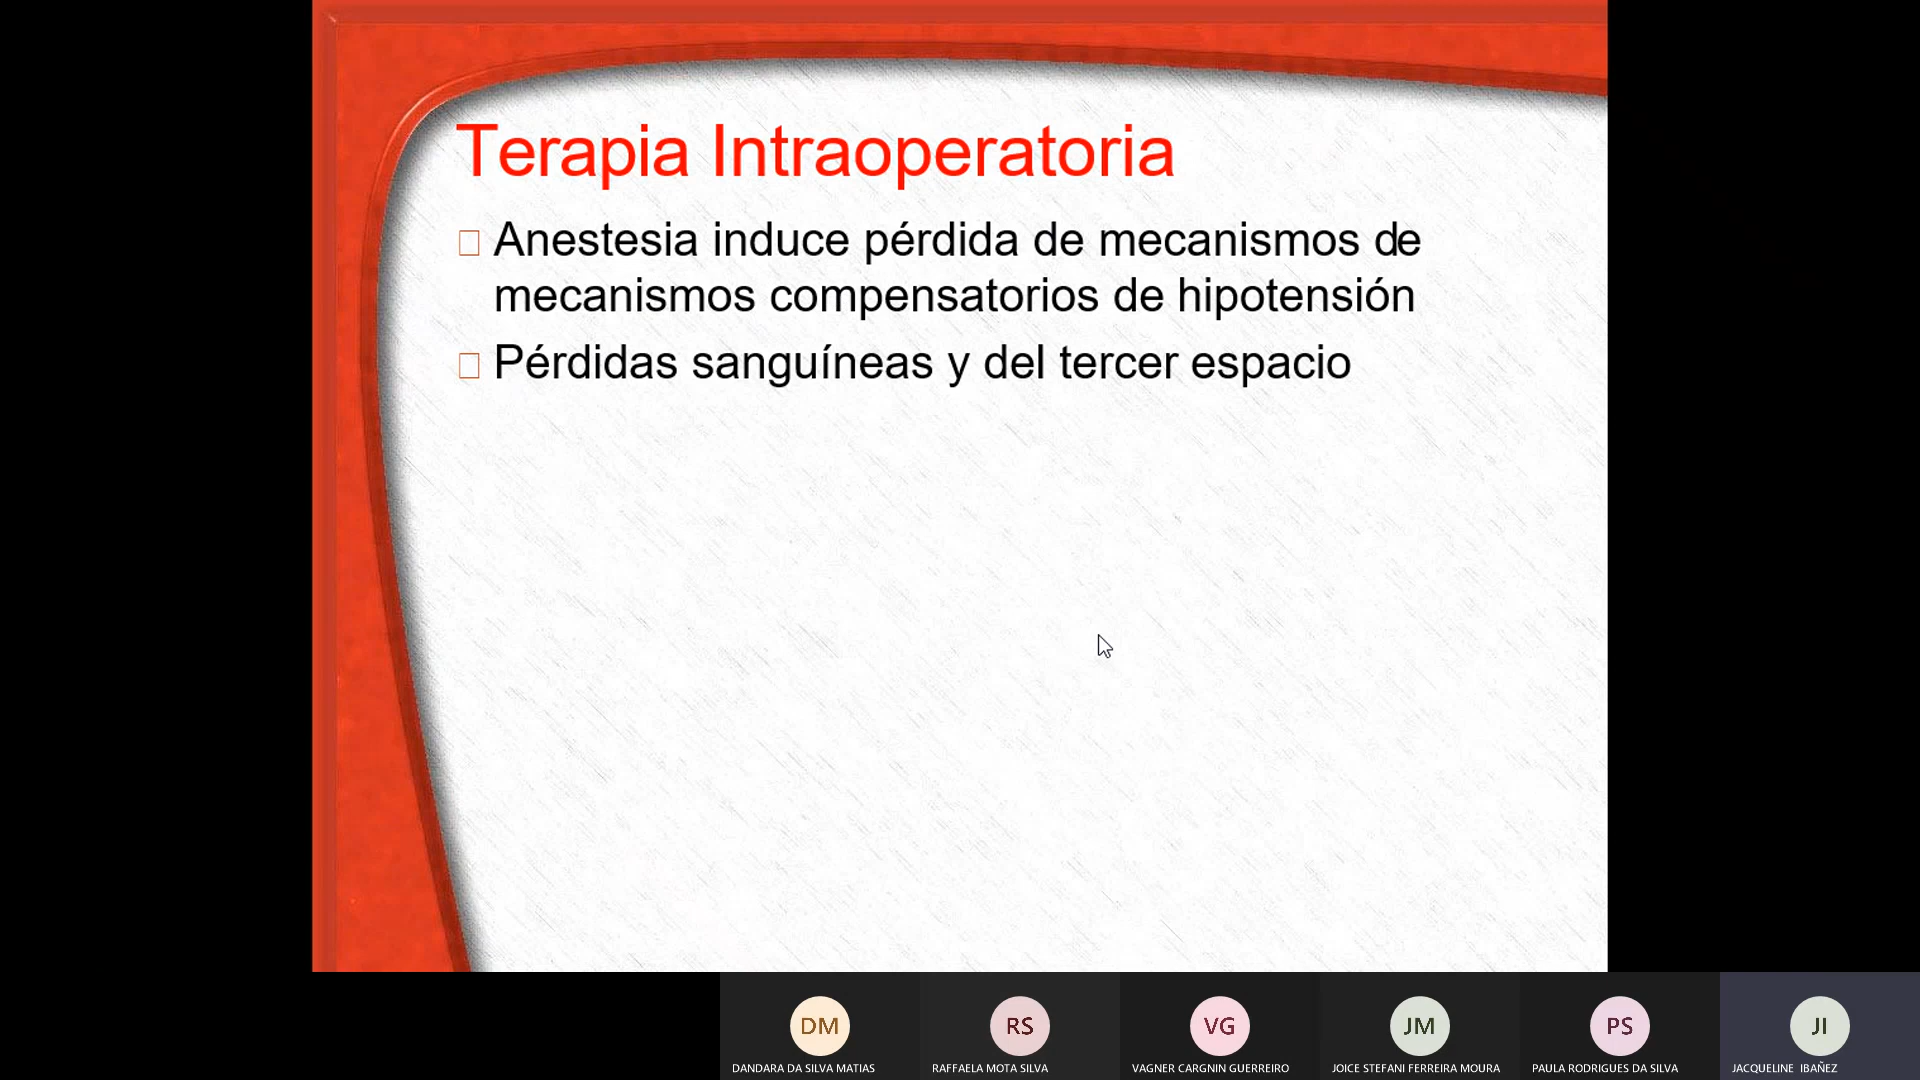 Terapia Intraoperatoria
Anestesia induce pérdida de mecanismos de
mecanismos compensatorios de hipotensión
Pérdidas sanguíneas y del tercer espacio
DM
RS
VG
JM
PS
JI
DANDARA DA SILVA MATIAS
RAFFAELA MOTA SILVA
VAGNER CARGNIN GUERREIRO
JOICE STEFANI FERREIRA MOURA
PAULA RODRIGUES DA SILVA
JACQUELINE IBAÑEZ